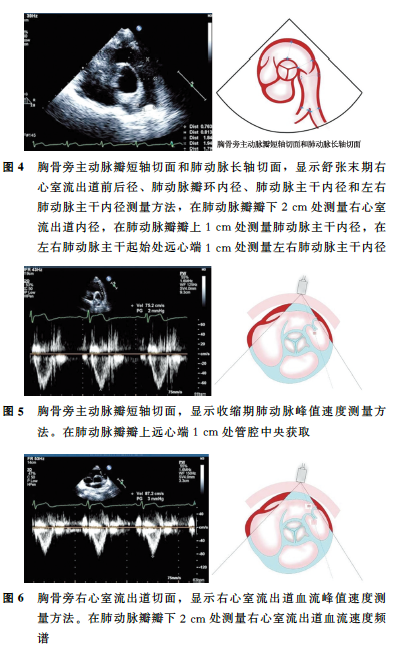 胸骨旁主动脉瓣短轴切面和肺动脉长轴切面
图 4 胸骨旁主动脉瓣短轴切面和肺动脉长轴切面，显示舒张末期右
心室流出道前后径、肺动脉瓣环内径、肺动脉主干内径和左右
肺动脉主干内径测量方法，在肺动脉瓣瓣下 2 cm 处测量右心室
流出道内径，在肺动脉瓣瓣上 1 cm 处测量肺动脉主干内径，在
左右肺动脉主干起始处远心端 1 cm 处测量左右肺动脉主干内径
FR 43Hz
Vel 75.2 cm/s
PG 2 mmHg
图 5 胸骨旁主动脉瓣短轴切面，显示收缩期肺动脉峰值速度测量方
法。在肺动脉瓣瓣上远心端 1 cm 处管腔中央获取
Vel 87.3 cm/s
PG 3 mmHg
图 6 胸骨旁右心室流出道切面，显示右心室流出道血流峰值速度测
量方法。在肺动脉瓣瓣下 2 cm 处测量右心室流出道血流速度频
谱